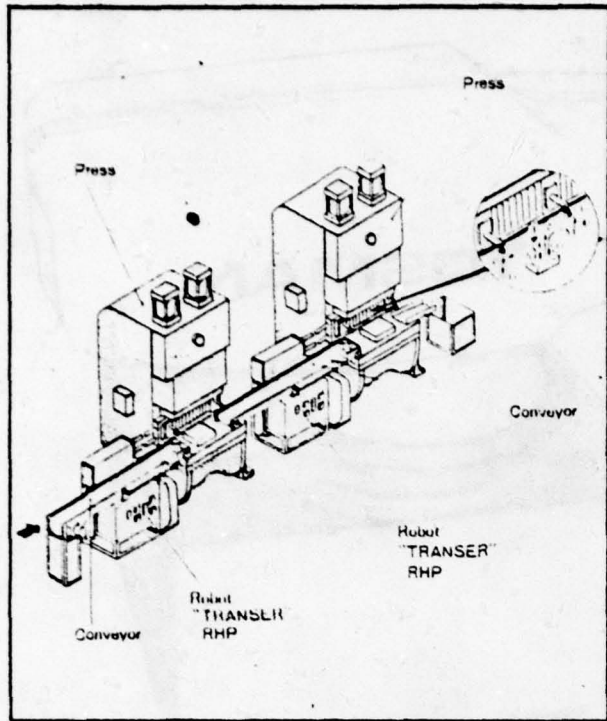 Press
Press
Conveyor
Robot
"TRANSER"
RHP
Robot
"TRANSER"
RHP
Conveyor